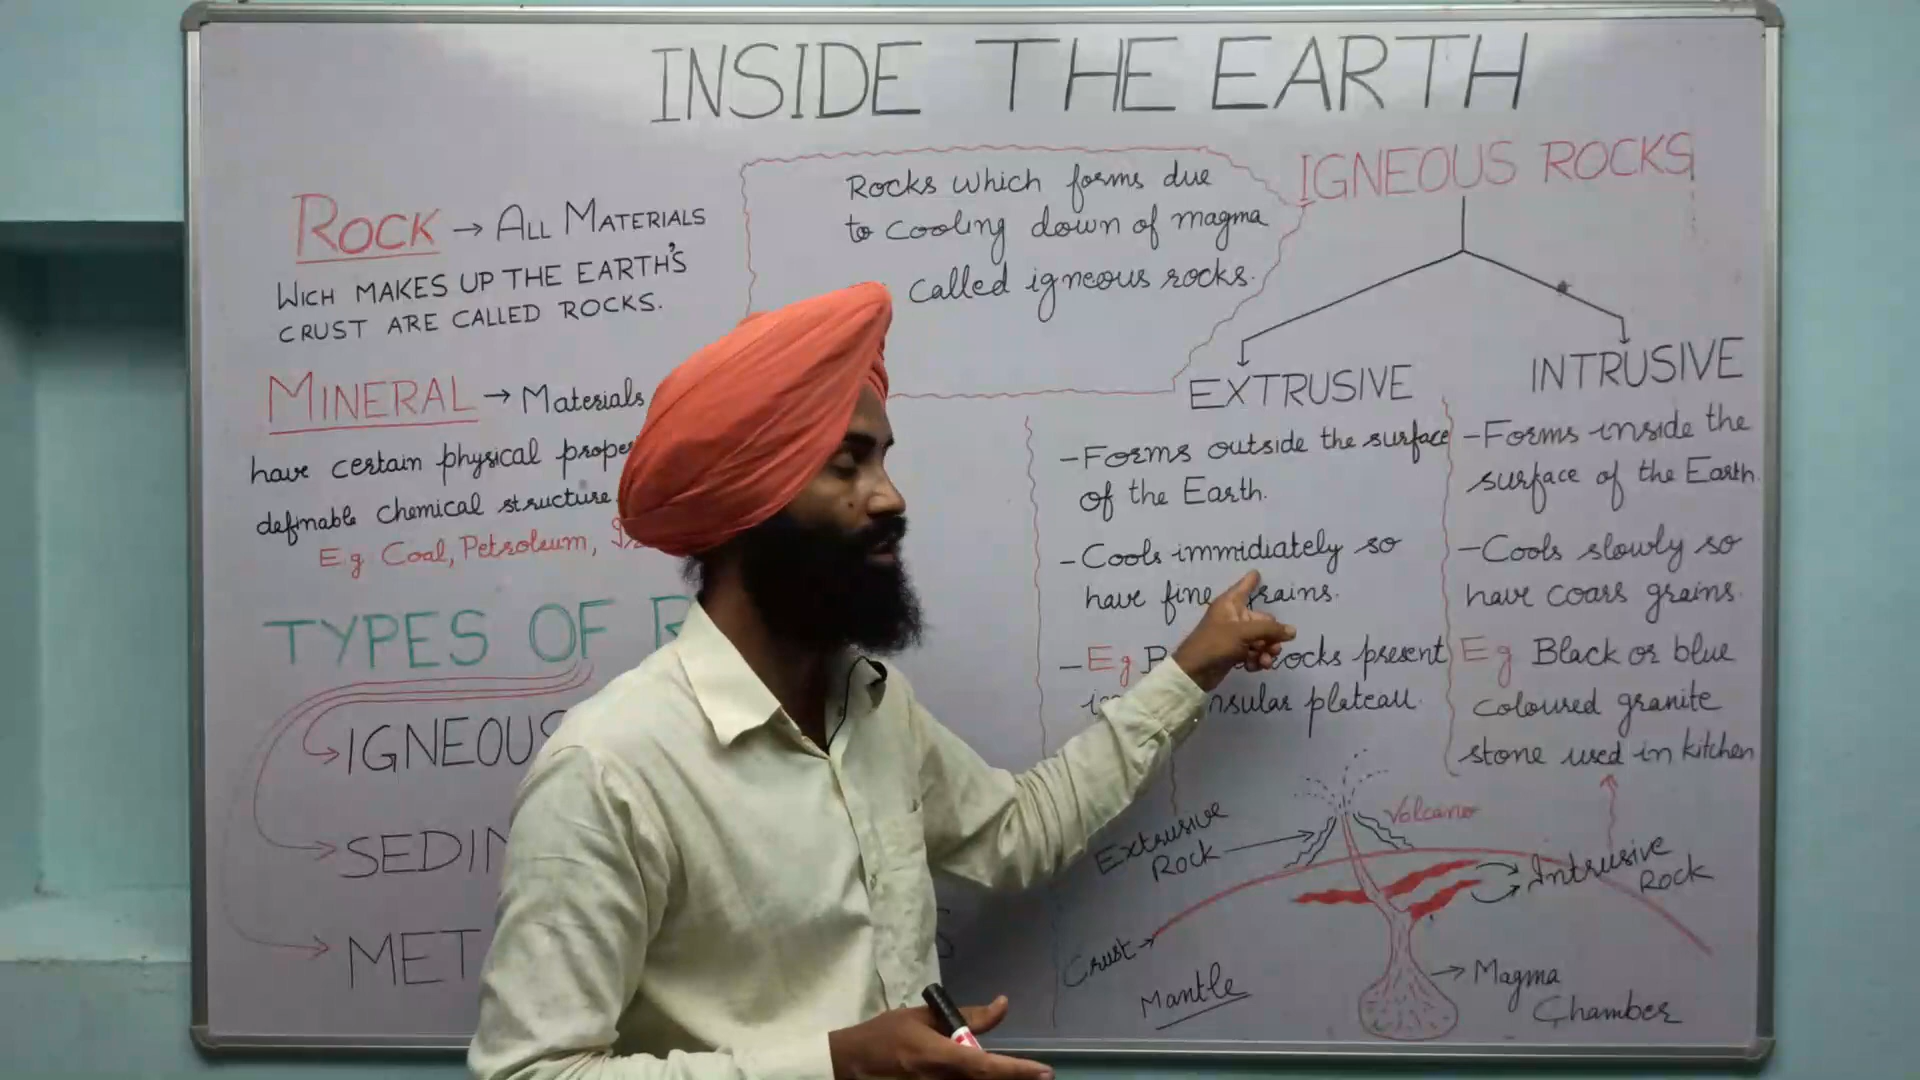 INSIDE THE EARTH
ROCK → ALL MATERIALS
WICH MAKES UP THE EARTH'S
CRUST ARE CALLED ROCKS.
MINERAL → Materials
have certain physical
definable chemical structure.
E.g Coal, Petroleum,
TYPES OF
IGNEOUS
Rocks which forms due
to cooling down of magma
called igneous rocks.
IGNEOUS ROCKS
EXTRUSIVE
- Forms outside the surface
of the Earth.
- Cools immidiately so
have fine grains.
- Eg rocks present
plateau.
INTRUSIVE
- Forms inside the
surface of the Earth.
- Cools slowly so
have coars grains.
Eg Black or blue
coloured granite
stone used in kitchen
Volcano
Extrusive
Rock
Intrusive
Rock
Crust
Mantle
→ Magma
Chamber